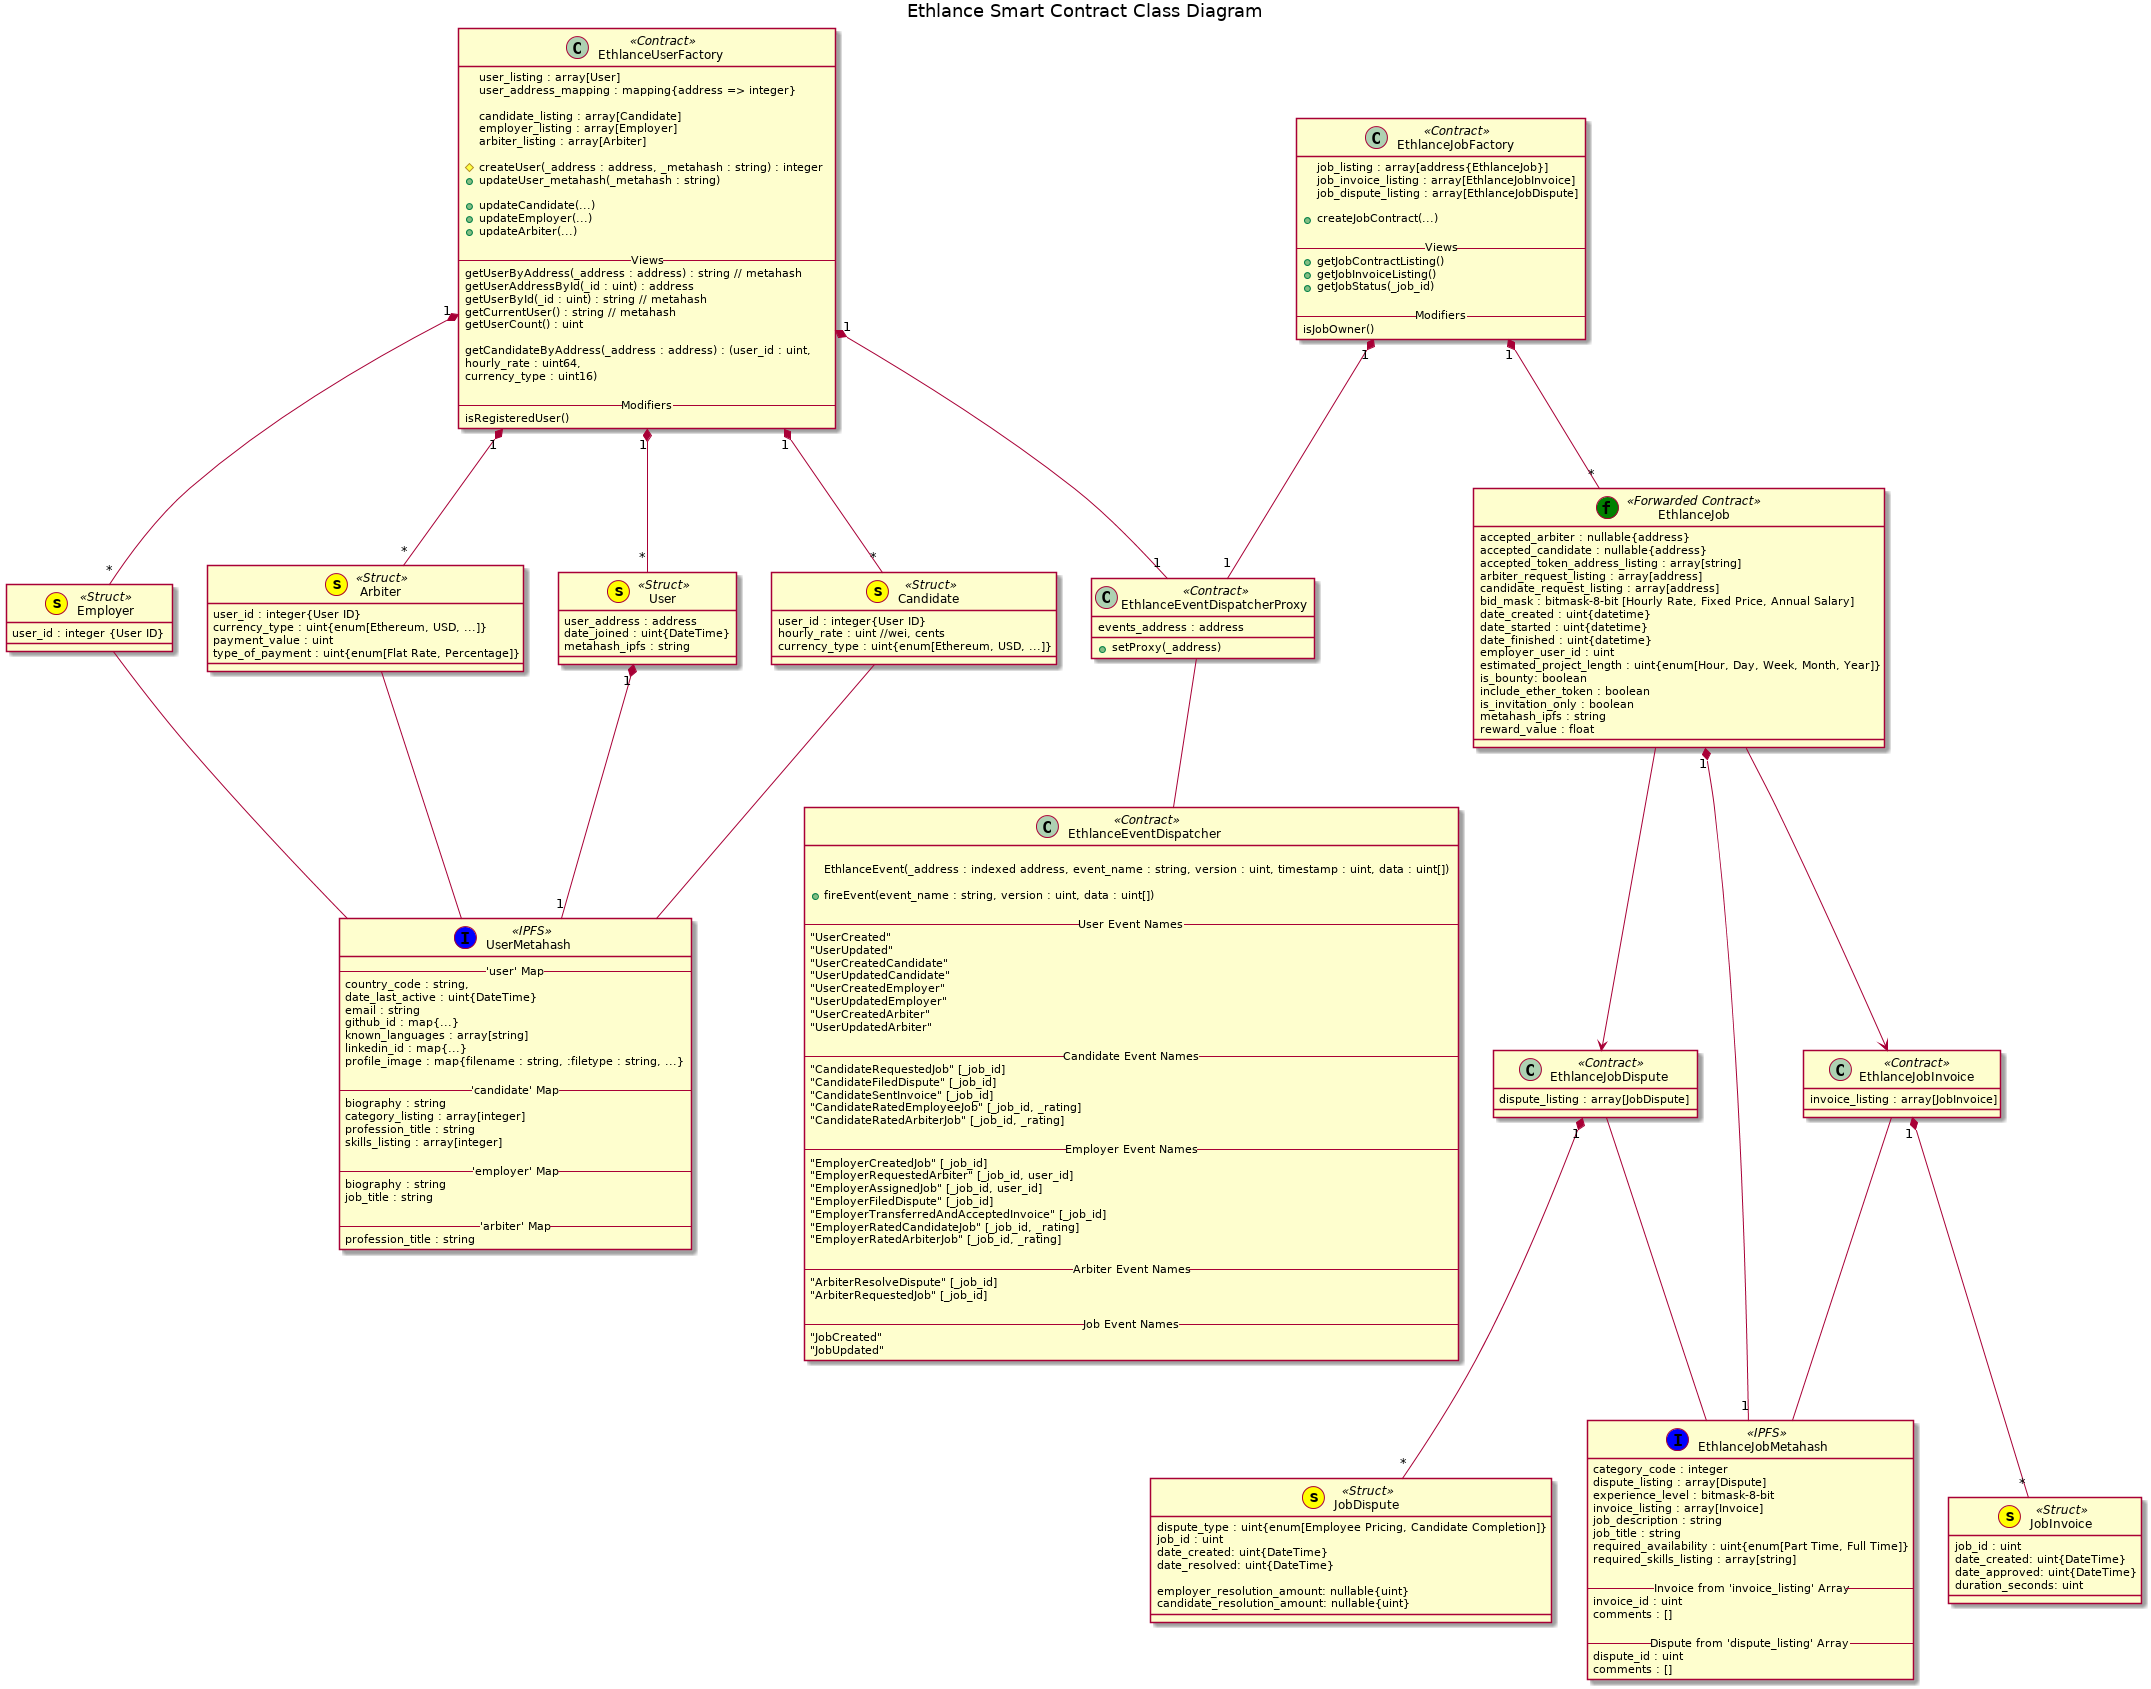 Ethlance Smart Contract Class Diagram
C
«Contract»
EthlanceUserFactory
user_listing : array[User]
user_address_mapping : mapping{address => integer}
candidate_listing : array[Candidate]
employer_listing : array[Employer]
arbiter_listing : array[Arbiter]
createUser(_address : address, _metahash : string) : integer
updateUser_metahash(_metahash : string)
updateCandidate(...)
updateEmployer(...)
updateArbiter(...)
Views
getUserByAddress(_address : address) : string // metahash
getUserAddressById(_id : uint) : address
getUserById(_id : uint) : string // metahash
getCurrentUser() : string // metahash
getUserCount() : uint
getCandidateByAddress(_address : address) : (user_id : uint,
hourly_rate : uint64,
currency_type : uint16)
Modifiers
isRegisteredUser()
C
«Contract»
EthlanceJobFactory
job_listing : array[address{EthlanceJob}]
job_invoice_listing : array[EthlanceJobInvoice]
job_dispute_listing : array[EthlanceJobDispute]
createJobContract(...)
Views
getJobContractListing()
getJobInvoiceListing()
getJobStatus(_job_id)
Modifiers
isJobOwner()
1
1
1
1
1
1
1
1
*
*
*
*
1
1
*
S
«Struct»
Employer
user_id : integer {User ID}
S
«Struct»
Arbiter
user_id : integer{User ID}
currency_type : uint{enum[Ethereum, USD, ...]}
payment_value : uint
type_of_payment : uint{enum[Flat Rate, Percentage]}
S
«Struct»
User
user_address : address
date_joined : uint{DateTime}
metahash_ipfs : string
S
«Struct»
Candidate
user_id : integer{User ID}
hourly_rate : uint //wei, cents
currency_type : uint{enum[Ethereum, USD, ...]}
C
«Contract»
EthlanceEventDispatcherProxy
events_address : address
setProxy(_address)
f
«Forwarded Contract»
EthlanceJob
accepted_arbiter : nullable{address}
accepted_candidate : nullable{address}
accepted_token_address_listing : array[string]
arbiter_request_listing : array[address]
candidate_request_listing : array[address]
bid_mask : bitmask-8-bit [Hourly Rate, Fixed Price, Annual Salary]
date_created : uint{datetime}
date_started : uint{datetime}
date_finished : uint{datetime}
employer_user_id : uint
estimated_project_length : uint{enum[Hour, Day, Week, Month, Year]}
is_bounty: boolean
include_ether_token : boolean
is_invitation_only : boolean
metahash_ipfs : string
reward_value : float
1
1
1
I
«IPFS»
UserMetahash
'user' Map
country_code : string,
date_last_active : uint{DateTime}
email : string
github_id : map{...}
known_languages : array[string]
linkedin_id : map{...}
profile_image : map{filename : string, :filetype : string, ...}
'candidate' Map
biography : string
category_listing : array[integer]
profession_title : string
skills_listing : array[integer]
'employer' Map
biography : string
job_title : string
'arbiter' Map
profession_title : string
C
«Contract»
EthlanceEventDispatcher
EthlanceEvent(_address : indexed address, event_name : string, version : uint, timestamp : uint, data : uint[])
fireEvent(event_name : string, version : uint, data : uint[])
User Event Names
"UserCreated"
"UserUpdated"
"UserCreatedCandidate"
"UserUpdatedCandidate"
"UserCreatedEmployer"
"UserUpdatedEmployer"
"UserCreatedArbiter"
"UserUpdatedArbiter"
Candidate Event Names
"CandidateRequestedJob" [_job_id]
"CandidateFiledDispute" [_job_id]
"CandidateSentInvoice" [_job_id]
"CandidateRatedEmployeeJob" [_job_id, _rating]
"CandidateRatedArbiterJob" [_job_id, _rating]
Employer Event Names
"EmployerCreatedJob" [_job_id]
"EmployerRequestedArbiter" [_job_id, user_id]
"EmployerAssignedJob" [_job_id, user_id]
"EmployerFiledDispute" [_job_id]
"EmployerTransferredAndAcceptedInvoice" [_job_id]
"EmployerRatedCandidateJob" [_job_id, _rating]
"EmployerRatedArbiterJob" [_job_id, _rating]
Arbiter Event Names
"ArbiterResolveDispute" [_job_id]
"ArbiterRequestedJob" [_job_id]
Job Event Names
"JobCreated"
"JobUpdated"
C
«Contract»
EthlanceJobDispute
dispute_listing : array[JobDispute]
C
«Contract»
EthlanceJobInvoice
invoice_listing : array[JobInvoice]
1
1
1
*
*
S
«Struct»
JobDispute
dispute_type : uint{enum[Employee Pricing, Candidate Completion]}
job_id : uint
date_created: uint{DateTime}
date_resolved: uint{DateTime}
employer_resolution_amount: nullable{uint}
candidate_resolution_amount: nullable{uint}
I
«IPFS»
EthlanceJobMetahash
category_code : integer
dispute_listing : array[Dispute]
experience_level : bitmask-8-bit
invoice_listing : array[Invoice]
job_description : string
job_title : string
required_availability : uint{enum[Part Time, Full Time]}
required_skills_listing : array[string]
Invoice from 'invoice_listing' Array
invoice_id : uint
comments : []
Dispute from 'dispute_listing' Array
dispute_id : uint
comments : []
S
«Struct»
JobInvoice
job_id : uint
date_created: uint{DateTime}
date_approved: uint{DateTime}
duration_seconds: uint